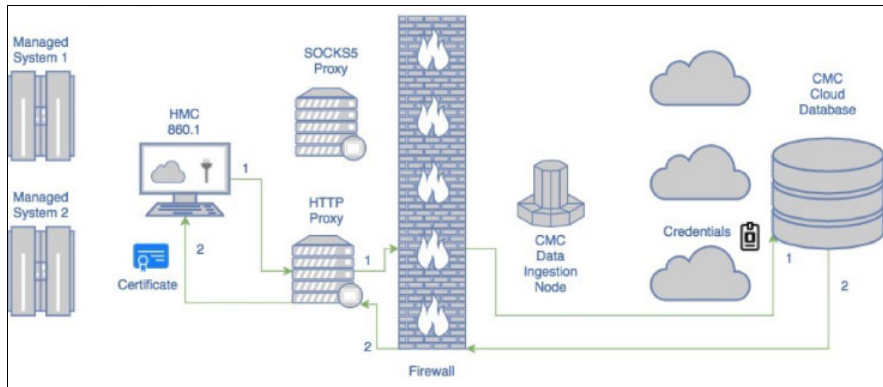 Managed
System 1
SOCKS5
Proxy
CMC
Cloud
Database
HMC
860.1
1
Managed
System 2
HTTP
Proxy
Credentials
1
2
1
CMC
Data
Ingestion
Node
2
Certificate
2
Firewall